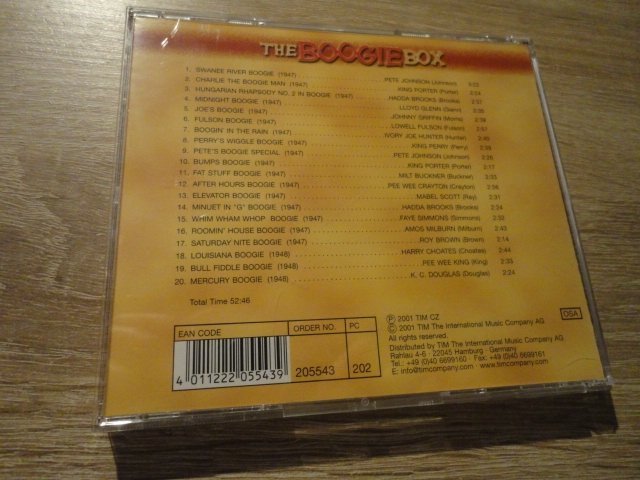 THE BOOGIE BOX
1. SWANEE RIVER BOOGIE (1947) PETE JOHNSON (Johnson) 3:03
2. CHARLIE THE BOOGIE MAN (1947) KING PORTER (Porter) 2:54
3. HUNGARIAN RHAPSODY NO. 2 IN BOOGIE (1947) HADDA BROOKS (Brooks) 2:57
4. MIDNIGHT BOOGIE (1947) LLOYD GLENN (Glenn)
5. JOE'S BOOGIE (1947) JOHNNY GRIFFIN (Morris) 2:39
6. FULSON BOOGIE (1947) LOWELL FULSON (Fulson) 2:57
7. BOOGIN' IN THE RAIN (1947) IVORY JOE HUNTER (Hunter) 2:40
8. PERRY'S WIGGLE BOOGIE (1947) KING PERRY (Perry) 2:35
9. PETE'S BOOGIE SPECIAL (1947) PETE JOHNSON (Johnson) 2:26
10. BUMPS BOOGIE (1947) KING PORTER (Porter) 2:11
11. FAT STUFF BOOGIE (1947) MILT BUCKNER (Buckner) 2:33
12. AFTER HOURS BOOGIE (1947) PEE WEE CRAYTON (Crayton) 2:56
13. ELEVATOR BOOGIE (1947) MABEL SCOTT (Ray) 2:31
14. MINUET IN 'G' BOOGIE (1947) HADDA BROOKS (Brooks) 2:24
15. WHIM WHAM WHOP BOOGIE (1947) FAYE SIMMONS (Simmons) 2:32
16. ROOMIN' HOUSE BOOGIE (1947) AMOS MILBURN (Milburn) 2:43
17. SATURDAY NITE BOOGIE (1947) ROY BROWN (Brown) 2:14
18. LOUISIANA BOOGIE (1948) HARRY CHOATES (Choates) 2:44
19. BULL FIDDLE BOOGIE (1948) PEE WEE KING (King) 2:33
20. MERCURY BOOGIE (1948) K. C. DOUGLAS (Douglas) 2:24
Total Time 52:46
EAN CODE
ORDER NO.
PC
4 011222 055439
205543
202
℗ 2001 TIM CZ
© 2001 TIM The International Music Company AG
All rights reserved.
Distributed by TIM The International Music Company AG
Rahlau 4-6 · 22045 Hamburg · Germany
Tel.: +49 (0)40 6699160 · Fax: +49 (0)40 6699161
E: info@timcompany.com · www.timcompany.com
OSA